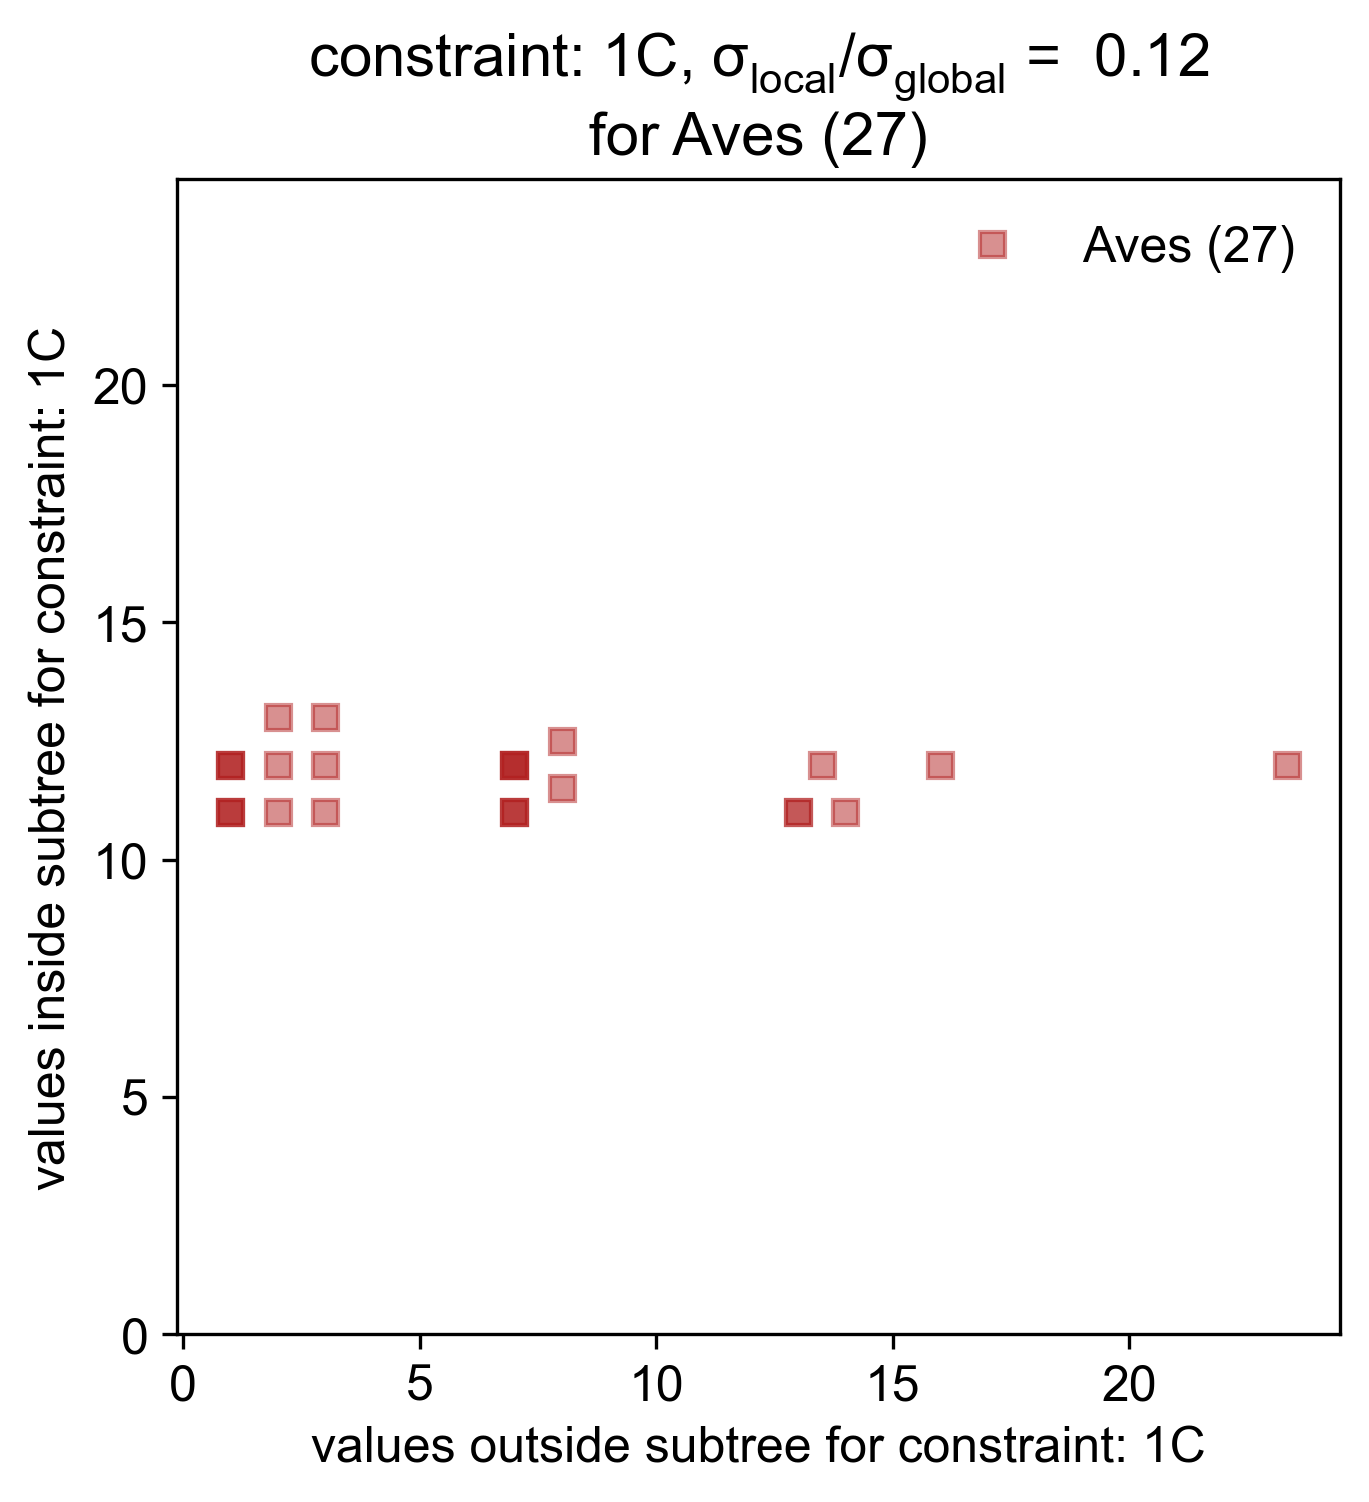 constraint: 1C, σlocal/σglobal = 0.12
for Aves (27)
Aves (27)
values inside subtree for constraint: 1C
20
15
10
5
0
0 5 10 15 20
values outside subtree for constraint: 1C